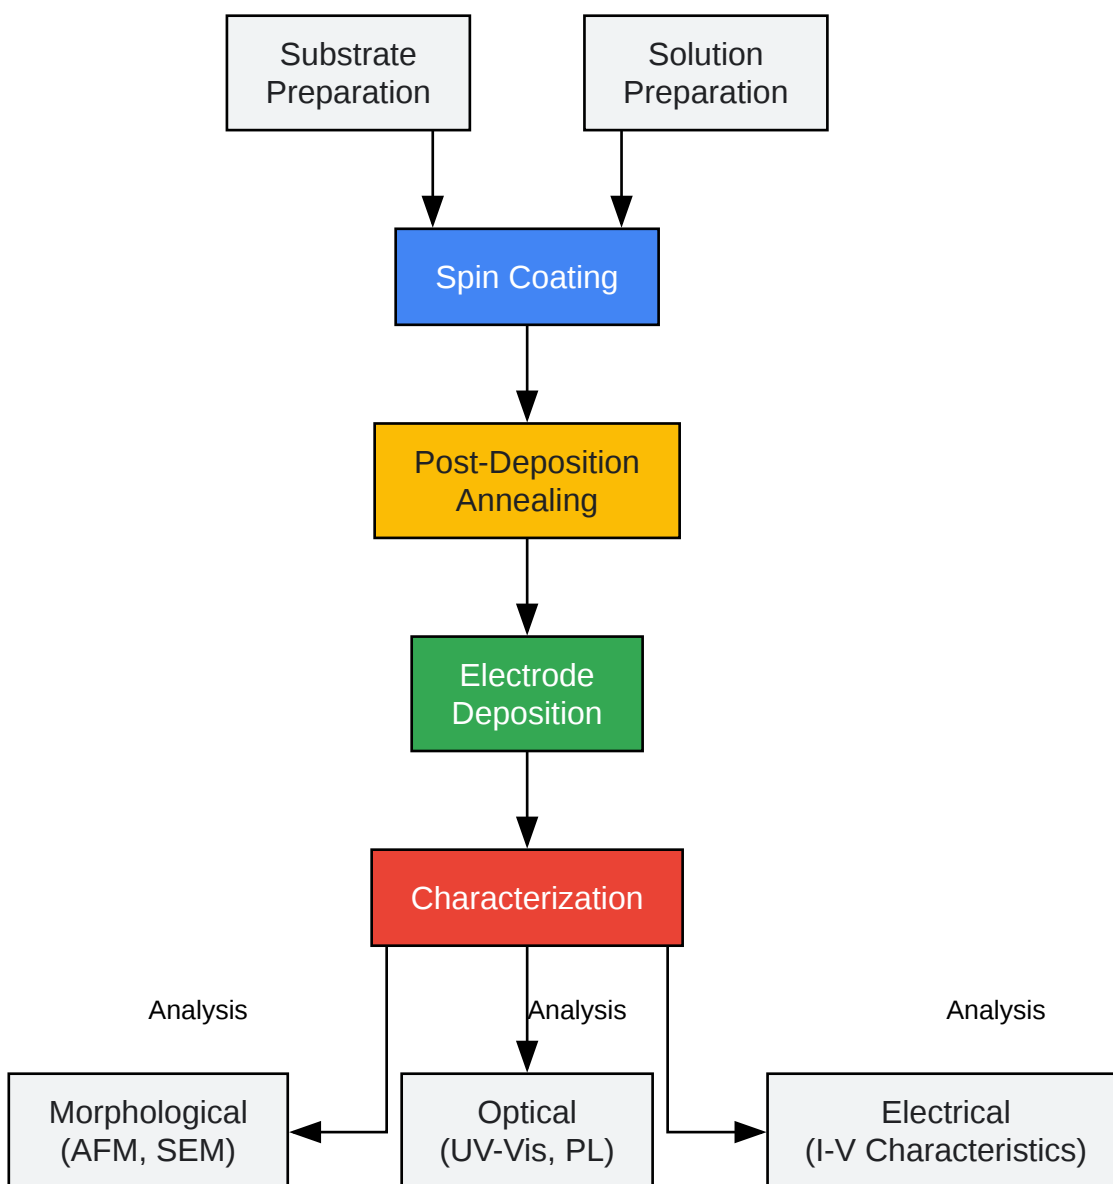 Substrate
Preparation
Solution
Preparation
Spin Coating
Post-Deposition
Annealing
Electrode
Deposition
Characterization
Analysis
Analysis
Analysis
Morphological
(AFM, SEM)
Optical
(UV-Vis, PL)
Electrical
(I-V Characteristics)